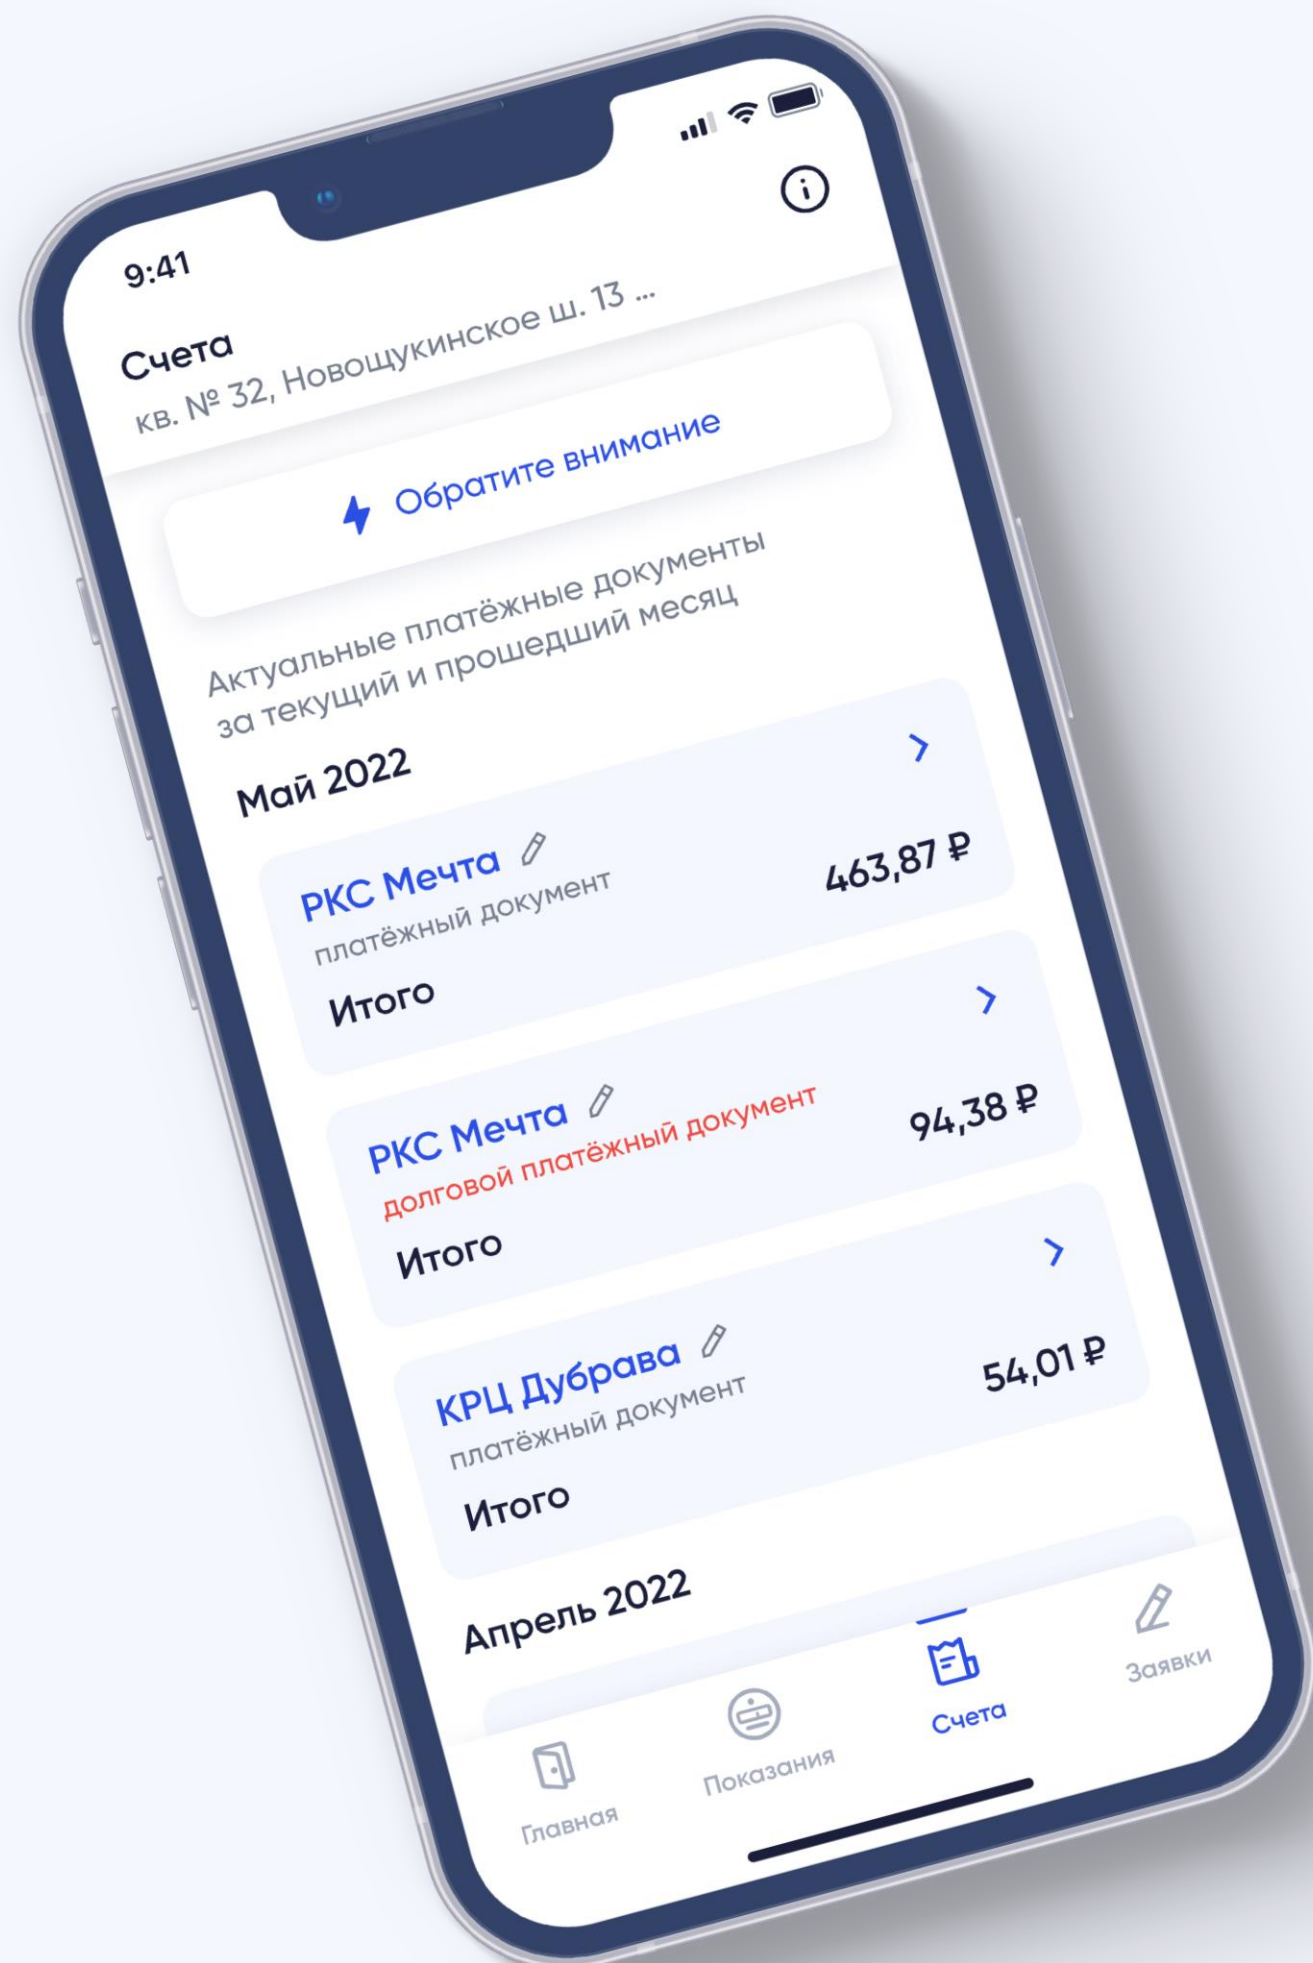 9:41
Счета
кв. № 32, Новощукинское ш. 13 ...
Обратите внимание
Актуальные платёжные документы
за текущий и прошедший месяц
Май 2022
РКС Мечта
платёжный документ
Итого
463,87 ₽
РКС Мечта
долговой платёжный документ
Итого
94,38 ₽
КРЦ Дубрава
платёжный документ
Итого
54,01 ₽
Апрель 2022
Главная
Показания
Счета
Заявки